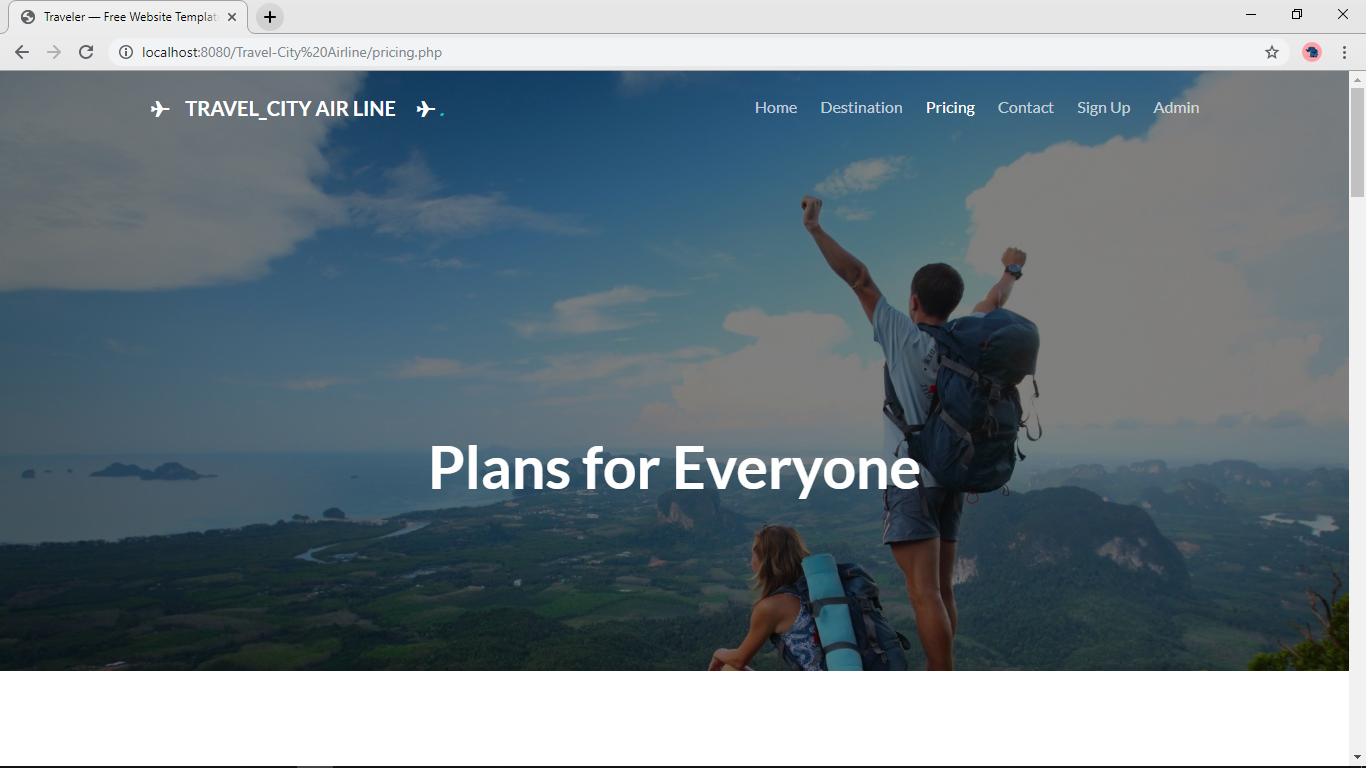 Traveler — Free Website Templat
localhost:8080/Travel-City%20Airline/pricing.php
TRAVEL_CITY AIR LINE .
Home Destination Pricing Contact Sign Up Admin
Plans for Everyone